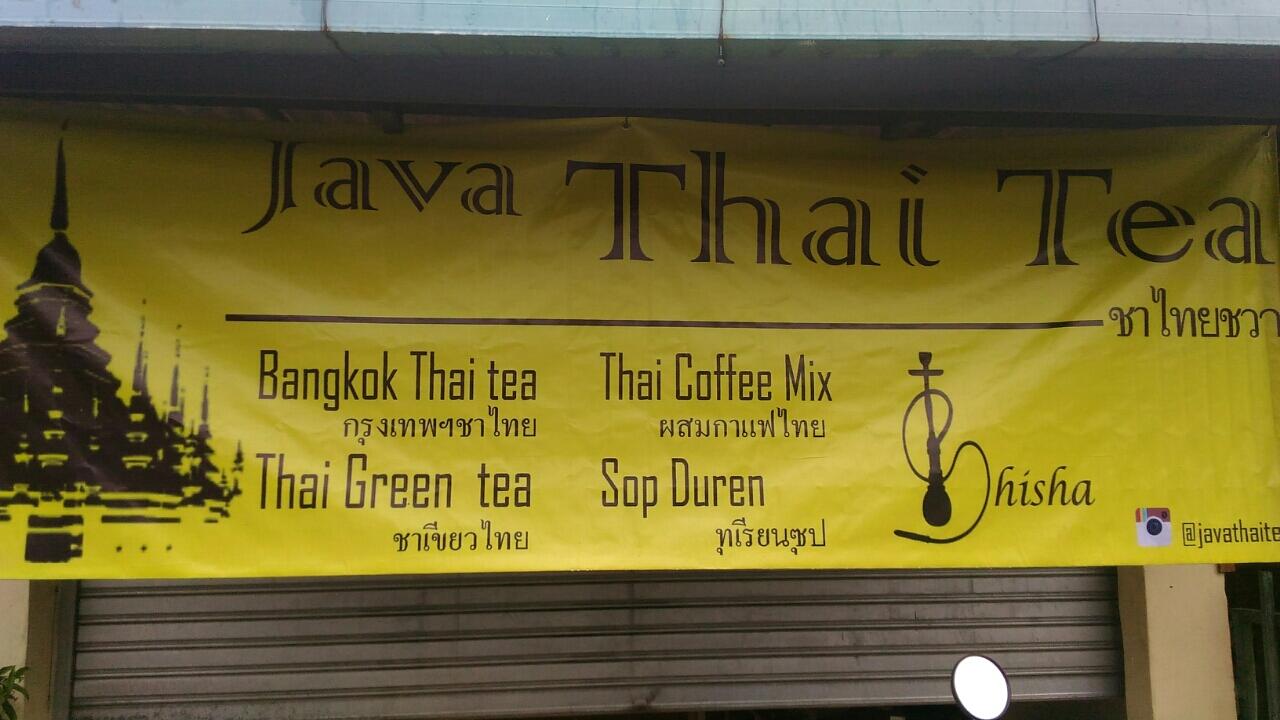 Java Thai Tea
ชาไทยชวา
Bangkok Thai tea
กรุงเทพฯชาไทย
Thai Coffee Mix
ผสมกาแฟไทย
Thai Green tea
ชาเขียวไทย
Sop Duren
ทุเรียนซุป
Shisha
@javathaite